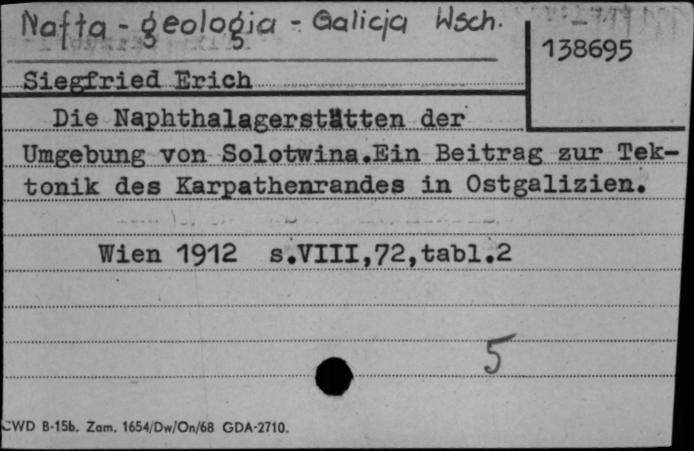 Nafta - geologia - Galicja Wsch.
138695
Siegfried Erich
Die Naphthalagerstätten der
Umgebung von Solotwina.Ein Beitrag zur Tek-
tonik des Karpathenrandes in Ostgalizien.
Wien 1912 s.VIII,72,tabl.2
5
CWD B-15b. Zam. 1654/Dw/On/68 GDA-2710.